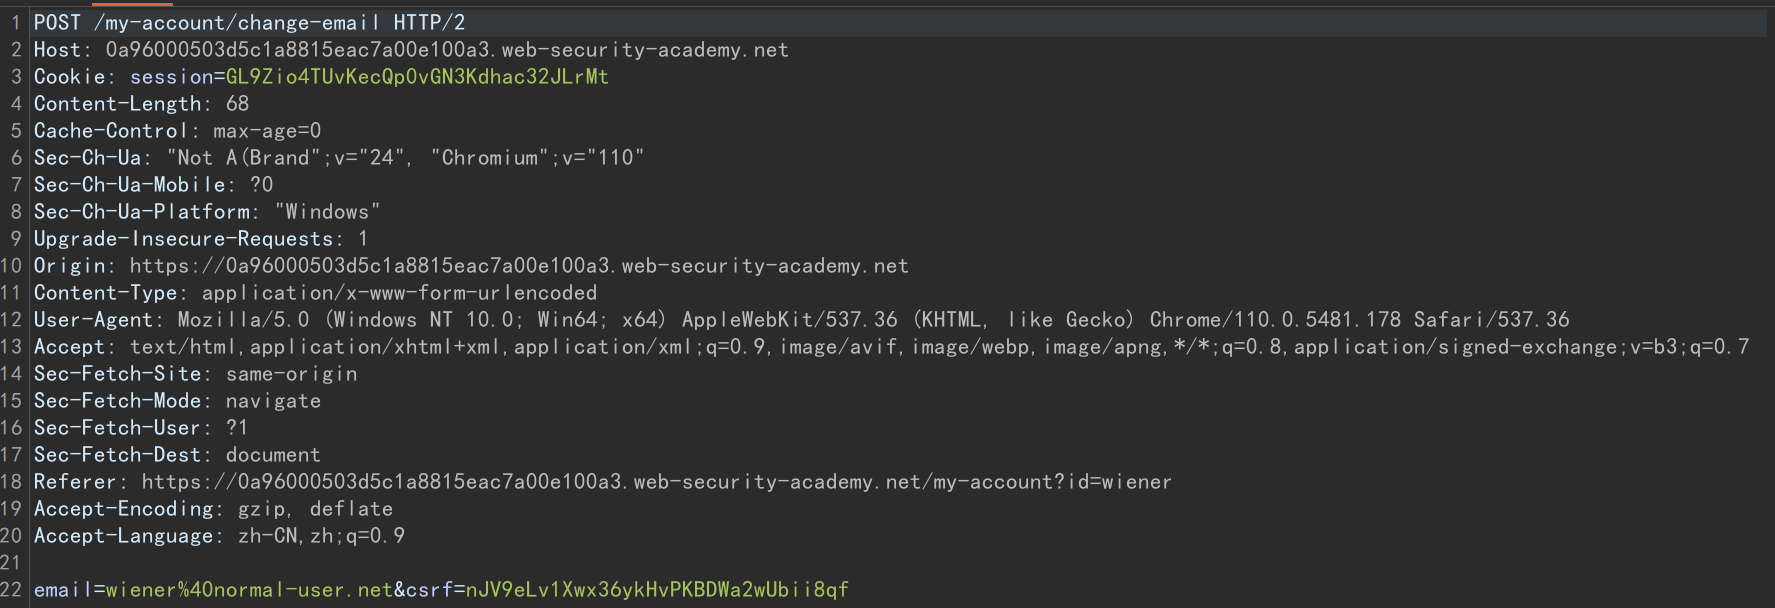 1 POST /my-account/change-email HTTP/2
2 Host: 0a96000503d5c1a8815eac7a00e100a3.web-security-academy.net
3 Cookie: session=GL9Zio4TUvKecQpOvGN3Kdhac32JLrMt
4 Content-Length: 68
5 Cache-Control: max-age=0
6 Sec-Ch-Ua: "Not A(Brand";v="24", "Chromium";v="110"
7 Sec-Ch-Ua-Mobile: ?0
8 Sec-Ch-Ua-Platform: "Windows"
9 Upgrade-Insecure-Requests: 1
10 Origin: https://0a96000503d5c1a8815eac7a00e100a3.web-security-academy.net
11 Content-Type: application/x-www-form-urlencoded
12 User-Agent: Mozilla/5.0 (Windows NT 10.0; Win64; x64) AppleWebKit/537.36 (KHTML, like Gecko) Chrome/110.0.5481.178 Safari/537.36
13 Accept: text/html,application/xhtml+xml,application/xml;q=0.9,image/avif,image/webp,image/apng,*/*;q=0.8,application/signed-exchange;v=b3;q=0.7
14 Sec-Fetch-Site: same-origin
15 Sec-Fetch-Mode: navigate
16 Sec-Fetch-User: ?1
17 Sec-Fetch-Dest: document
18 Referer: https://0a96000503d5c1a8815eac7a00e100a3.web-security-academy.net/my-account?id=wiener
19 Accept-Encoding: gzip, deflate
20 Accept-Language: zh-CN,zh;q=0.9
21
22 email=wiener%40normal-user.net&csrf=nJV9eLv1Xwx36ykHvPKBDWa2wUbii8qf